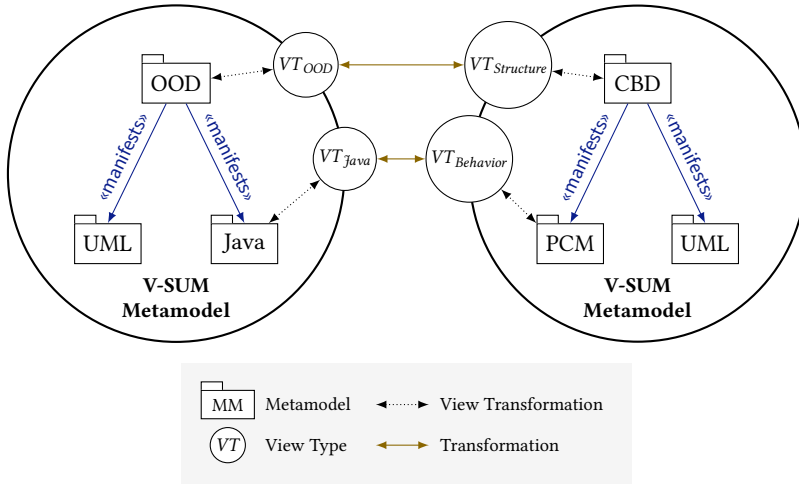 VT_OOD
VT_Structure
OOD
CBD
«manifests»
«manifests»
«manifests»
«manifests»
VT_Java
VT_Behavior
UML
Java
PCM
UML
V-SUM
Metamodel
V-SUM
Metamodel
MM
Metamodel
View Transformation
VT
View Type
Transformation